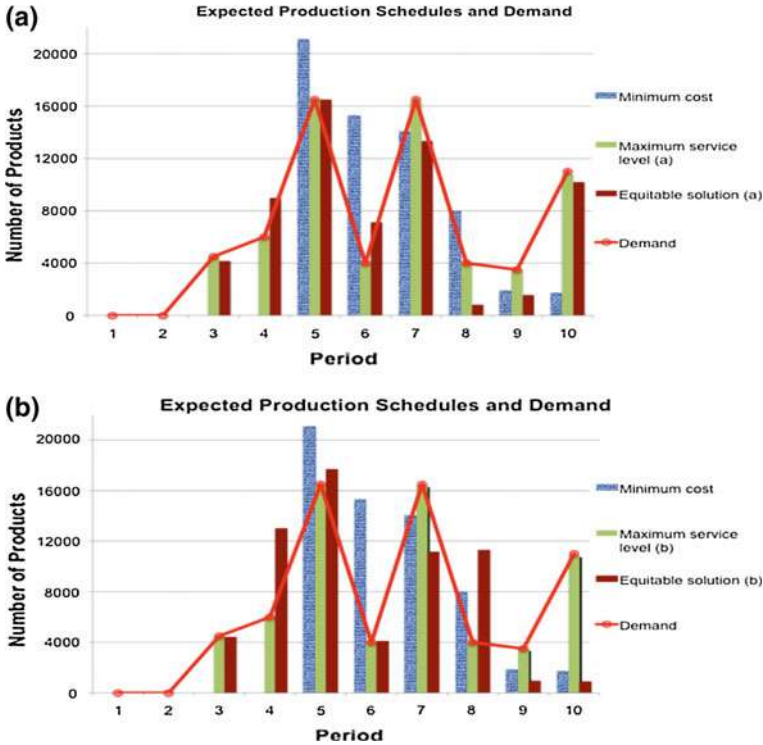 (a)
Expected Production Schedules and Demand
20000
16000
12000
8000
4000
0
Number of Products
1 2 3 4 5 6 7 8 9 10
Period
Minimum cost
Maximum service
level (a)
Equitable solution (a)
Demand
(b)
Expected Production Schedules and Demand
20000
16000
12000
8000
4000
0
Number of Products
1 2 3 4 5 6 7 8 9 10
Period
Minimum cost
Maximum service
level (b)
Equitable solution (b)
Demand